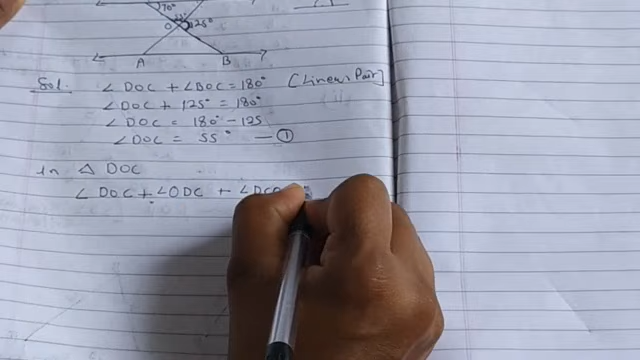 70°
O 125°
A B
Sol. ∠DOC + ∠BOC = 180° [Linear Pair]
∠DOC + 125° = 180°
∠DOC = 180° - 125
∠DOC = 55° — ①
In △ DOC
∠DOC + ∠ODC + ∠DCO